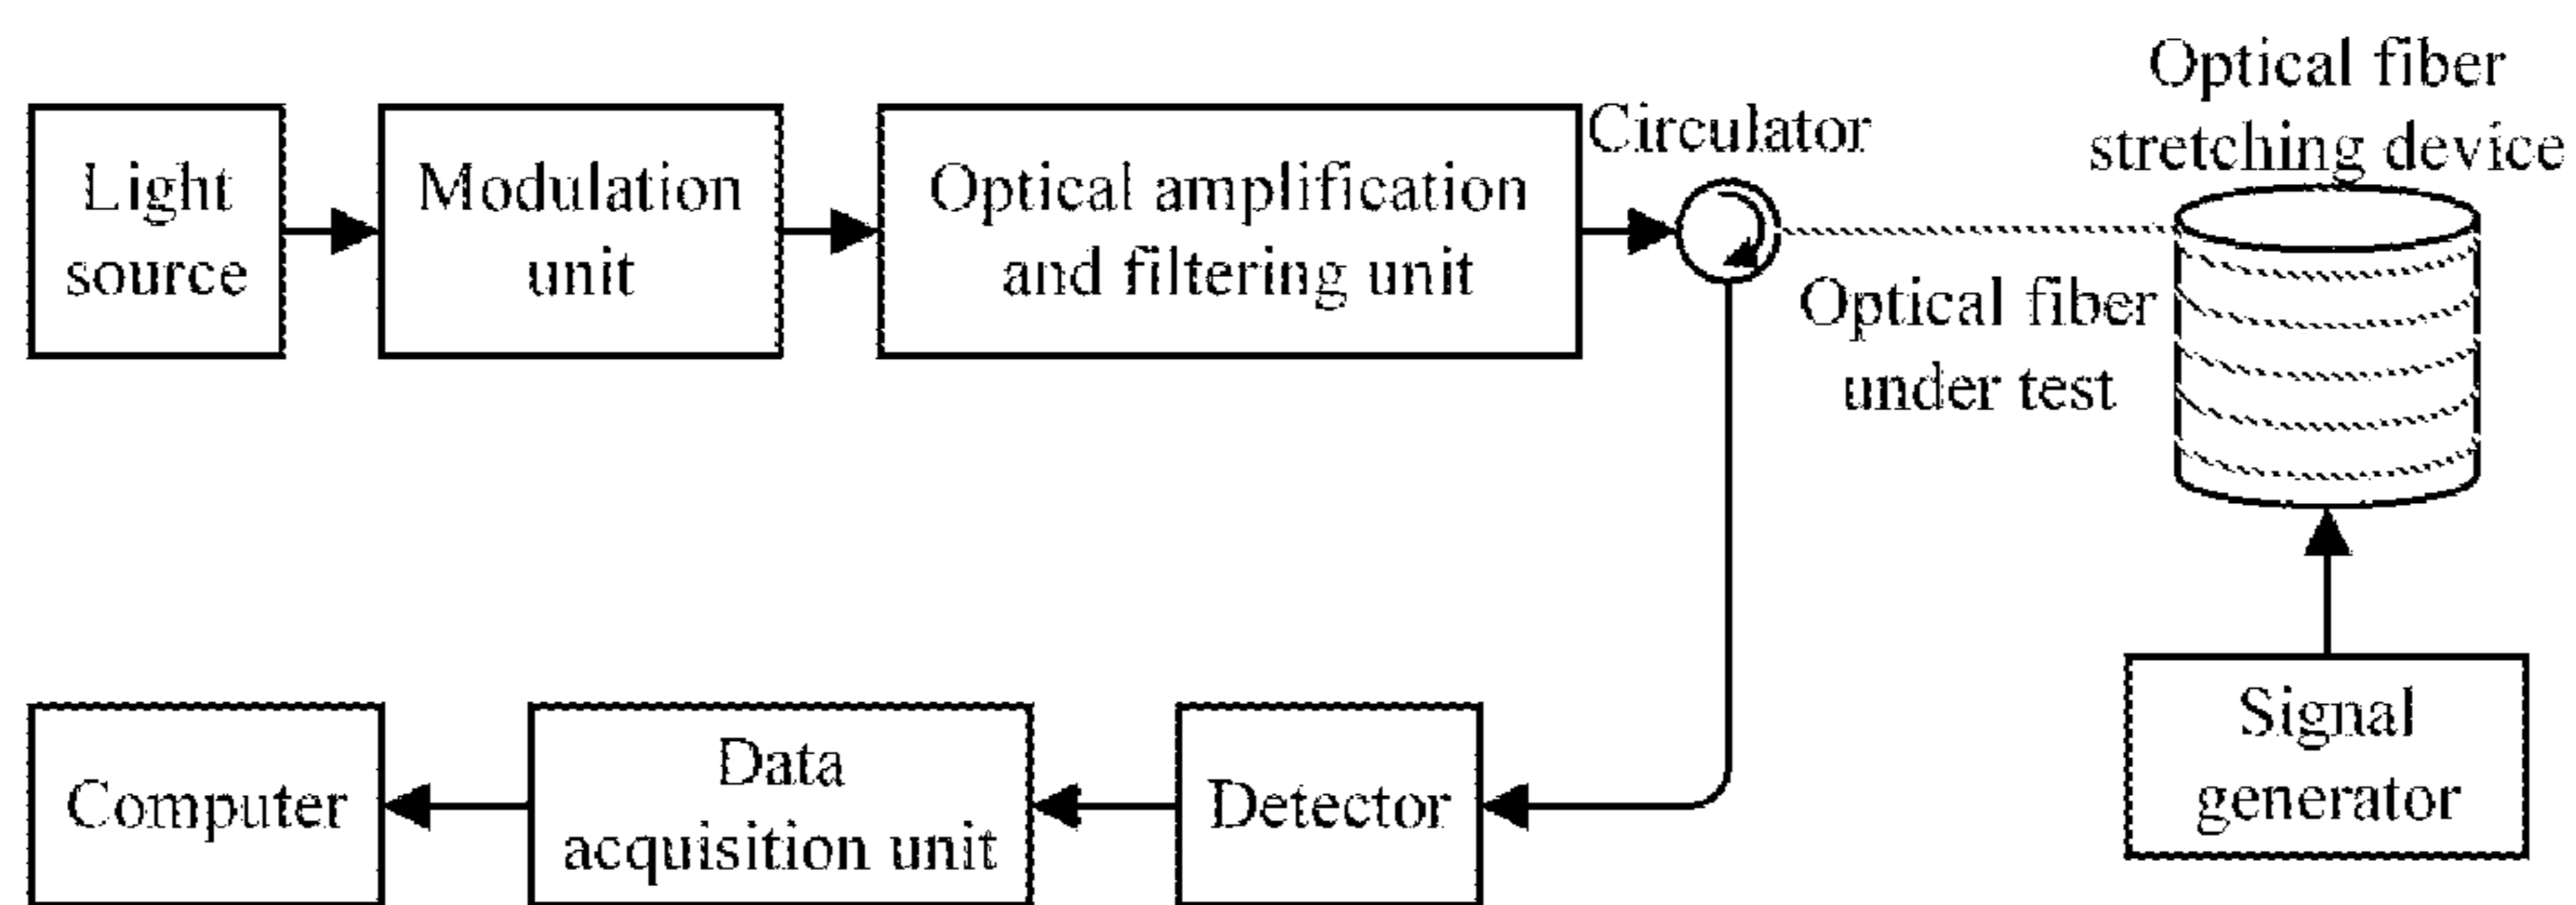 Optical fiber
stretching device
Circulator
Light
source
Modulation
unit
Optical amplification
and filtering unit
Optical fiber
under test
Signal
generator
Computer
Data
acquisition unit
Detector